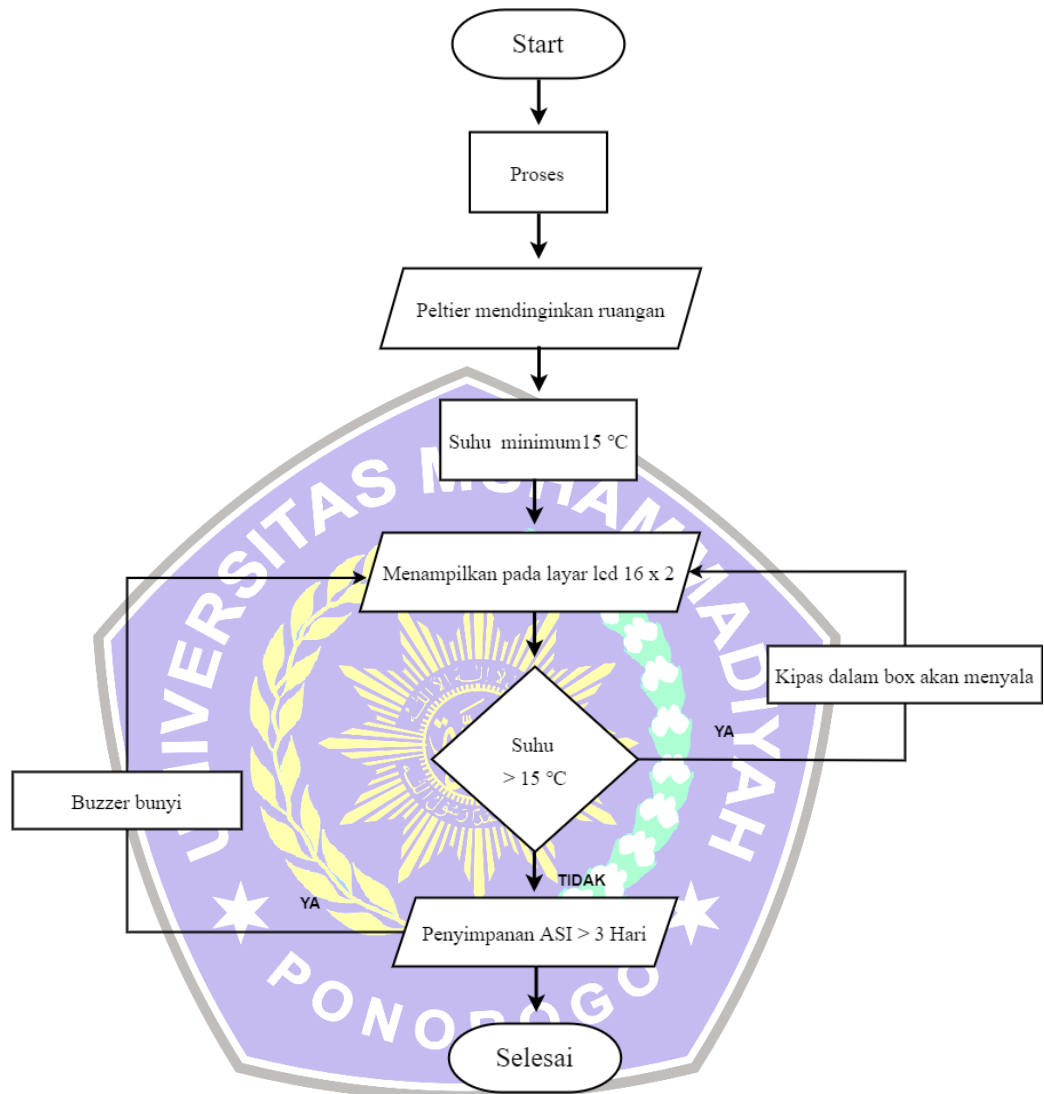 Start
Proses
Peltier mendinginkan ruangan
Suhu minimum15 °C
UNIVERSITAS MUHAMMADIYAH
Menampilkan pada layar lcd 16 x 2
Kipas dalam box akan menyala
YA
Suhu
> 15 °C
Buzzer bunyi
TIDAK
YA
Penyimpanan ASI > 3 Hari
PONOROGO
Selesai